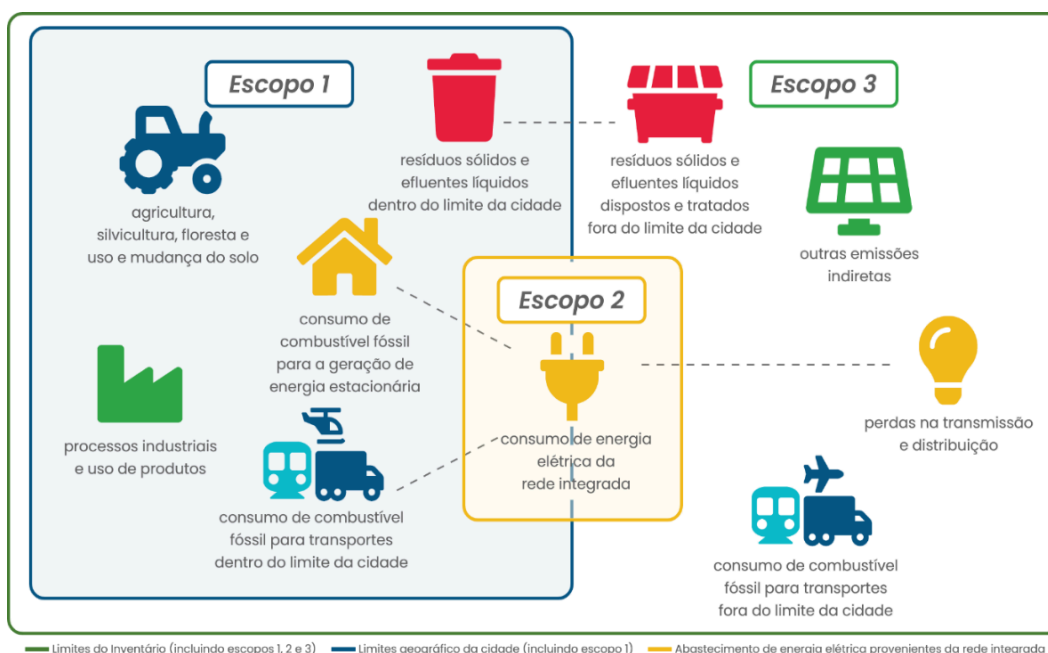 Escopo 1
agricultura,
silvicultura, floresta e
uso e mudança do solo
resíduos sólidos e
efluentes líquidos
dentro do limite da cidade
consumo de
combustível fóssil
para a geração de
energia estacionária
processos industriais
e uso de produtos
consumo de combustível
fóssil para transportes
dentro do limite da cidade
Escopo 2
consumo de energia
elétrica da
rede integrada
Escopo 3
resíduos sólidos e
efluentes líquidos
dispostos e tratados
fora do limite da cidade
outras emissões
indiretas
perdas na transmissão
e distribuição
consumo de combustível
fóssil para transportes
fora do limite da cidade
Limites do Inventário (incluindo escopos 1, 2 e 3)
Limites geográfico da cidade (incluindo escopo 1)
Abastecimento de energia elétrica provenientes da rede integrada